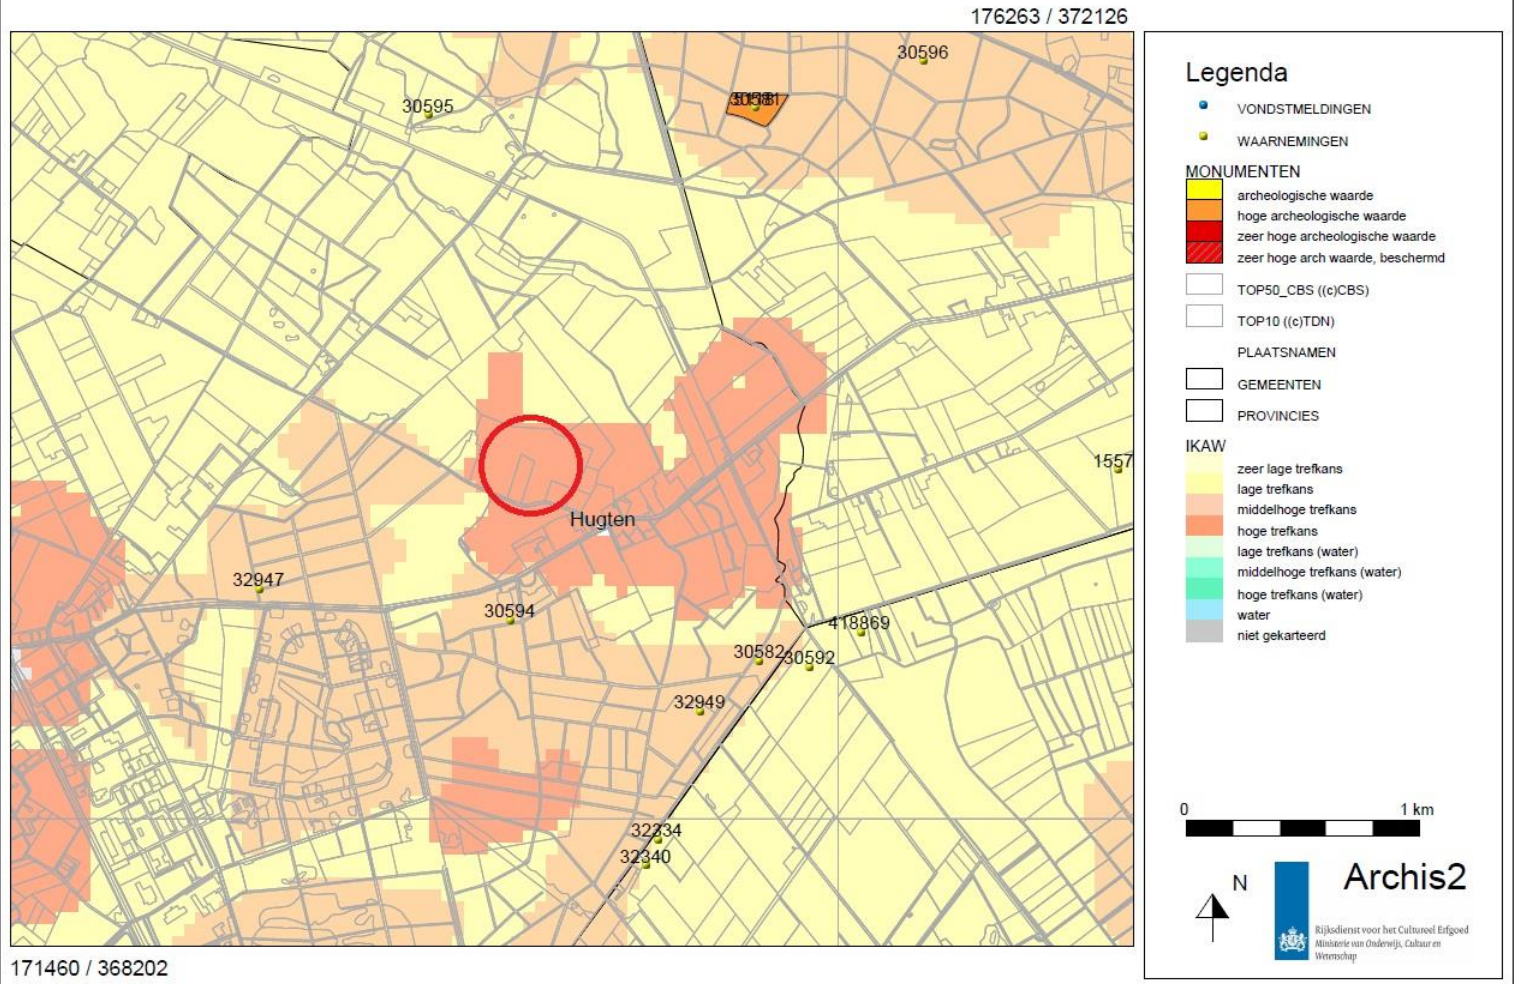 176263 / 372126
30596
30595
32947
Hugten
30594
1557
418869
30582
30592
32949
32334
32340
171460 / 368202
Legenda
VONDSTMELDINGEN
WAARNEMINGEN
MONUMENTEN
archeologische waarde
hoge archeologische waarde
zeer hoge archeologische waarde
zeer hoge arch waarde, beschermd
TOP50_CBS ((c)CBS)
TOP10 ((c)TDN)
PLAATSNAMEN
GEMEENTEN
PROVINCIES
IKAW
zeer lage trefkans
lage trefkans
middelhoge trefkans
hoge trefkans
lage trefkans (water)
middelhoge trefkans (water)
hoge trefkans (water)
water
niet gekarteerd
0 1 km
N
Archis2
Rijksdienst voor het Cultureel Erfgoed
Ministerie van Onderwijs, Cultuur en
Wetenschap